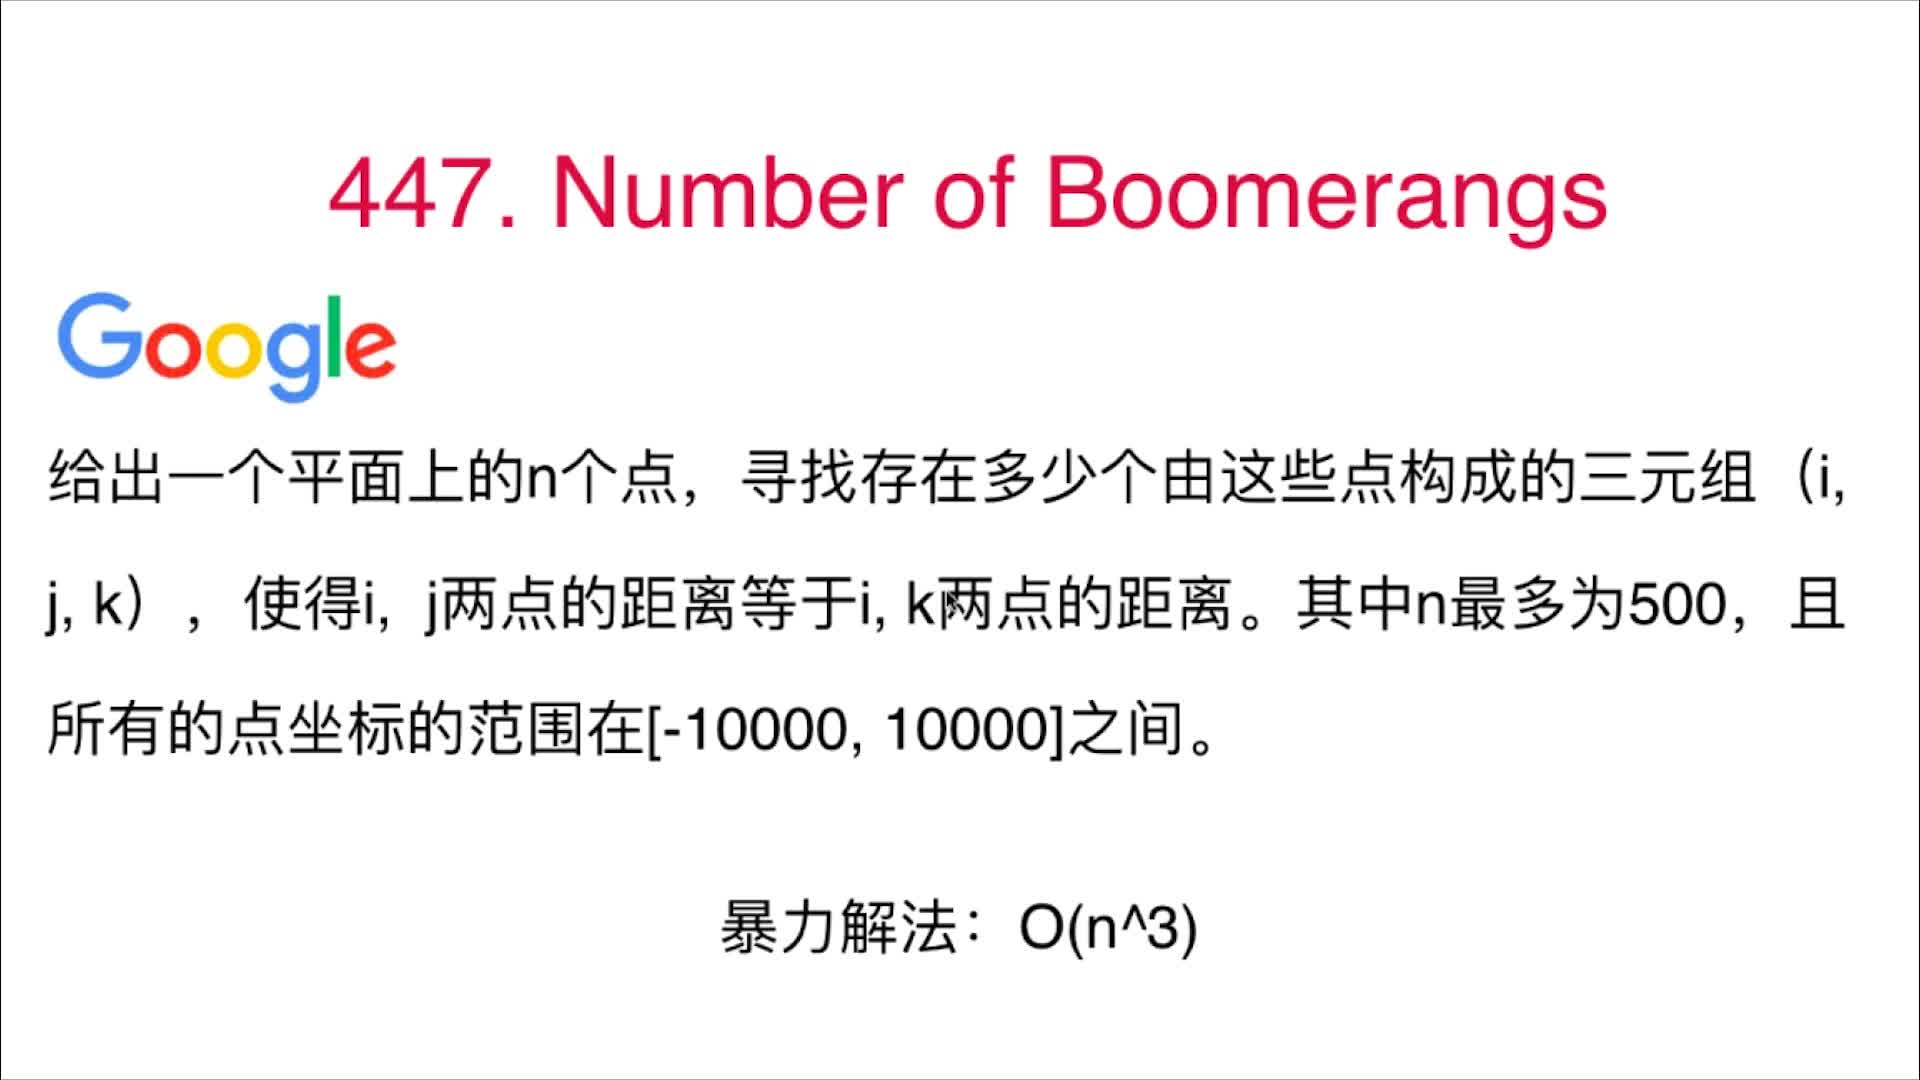 447. Number of Boomerangs
Google
给出一个平面上的n个点，寻找存在多少个由这些点构成的三元组（i,
j, k），使得i, j两点的距离等于i, k两点的距离。其中n最多为500，且
所有的点坐标的范围在[-10000, 10000]之间。
暴力解法：O(n^3)